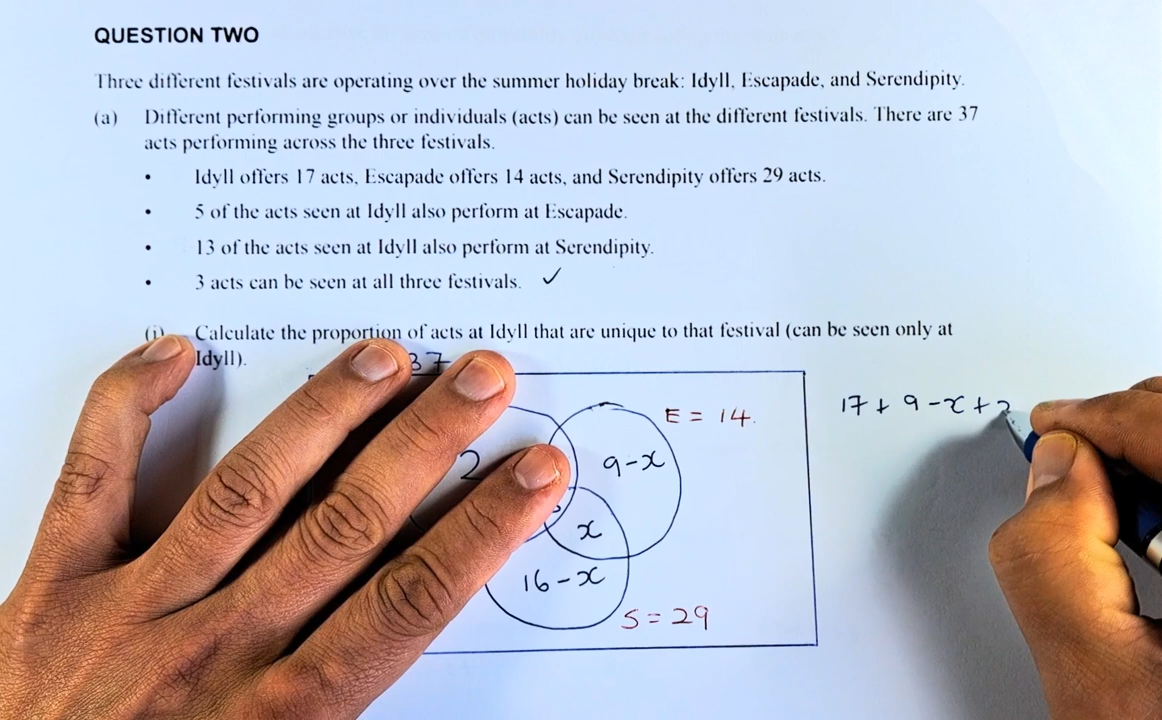 QUESTION TWO
Three different festivals are operating over the summer holiday break: Idyll, Escapade, and Serendipity.
(a) Different performing groups or individuals (acts) can be seen at the different festivals. There are 37
acts performing across the three festivals.
• Idyll offers 17 acts, Escapade offers 14 acts, and Serendipity offers 29 acts.
• 5 of the acts seen at Idyll also perform at Escapade.
• 13 of the acts seen at Idyll also perform at Serendipity.
• 3 acts can be seen at all three festivals. ✓
(i) Calculate the proportion of acts at Idyll that are unique to that festival (can be seen only at
Idyll).
37
17 + 9 - x +
E = 14.
2
9-x
x
16-x
S = 29